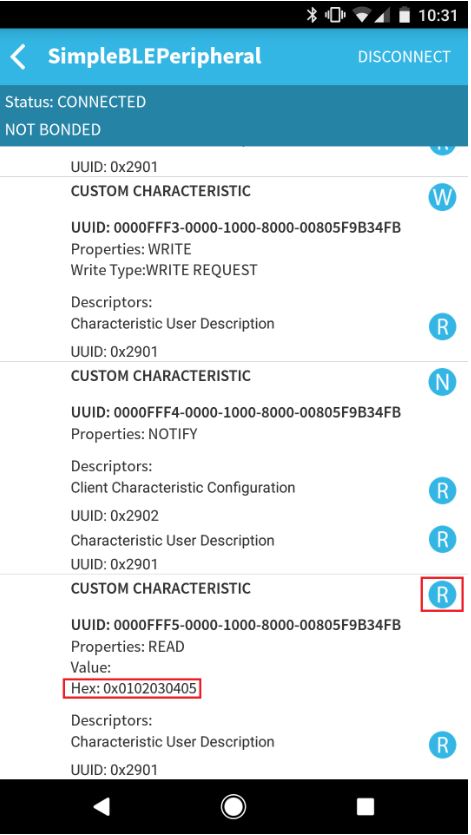 10:31
SimpleBLEPeripheral DISCONNECT
Status: CONNECTED
NOT BONDED
R
UUID: 0x2901
CUSTOM CHARACTERISTIC W
UUID: 0000FFF3-0000-1000-8000-00805F9B34FB
Properties: WRITE
Write Type:WRITE REQUEST
Descriptors:
Characteristic User Description R
UUID: 0x2901
CUSTOM CHARACTERISTIC N
UUID: 0000FFF4-0000-1000-8000-00805F9B34FB
Properties: NOTIFY
Descriptors:
Client Characteristic Configuration R
UUID: 0x2902
Characteristic User Description R
UUID: 0x2901
CUSTOM CHARACTERISTIC R
UUID: 0000FFF5-0000-1000-8000-00805F9B34FB
Properties: READ
Value:
Hex: 0x0102030405
Descriptors:
Characteristic User Description R
UUID: 0x2901